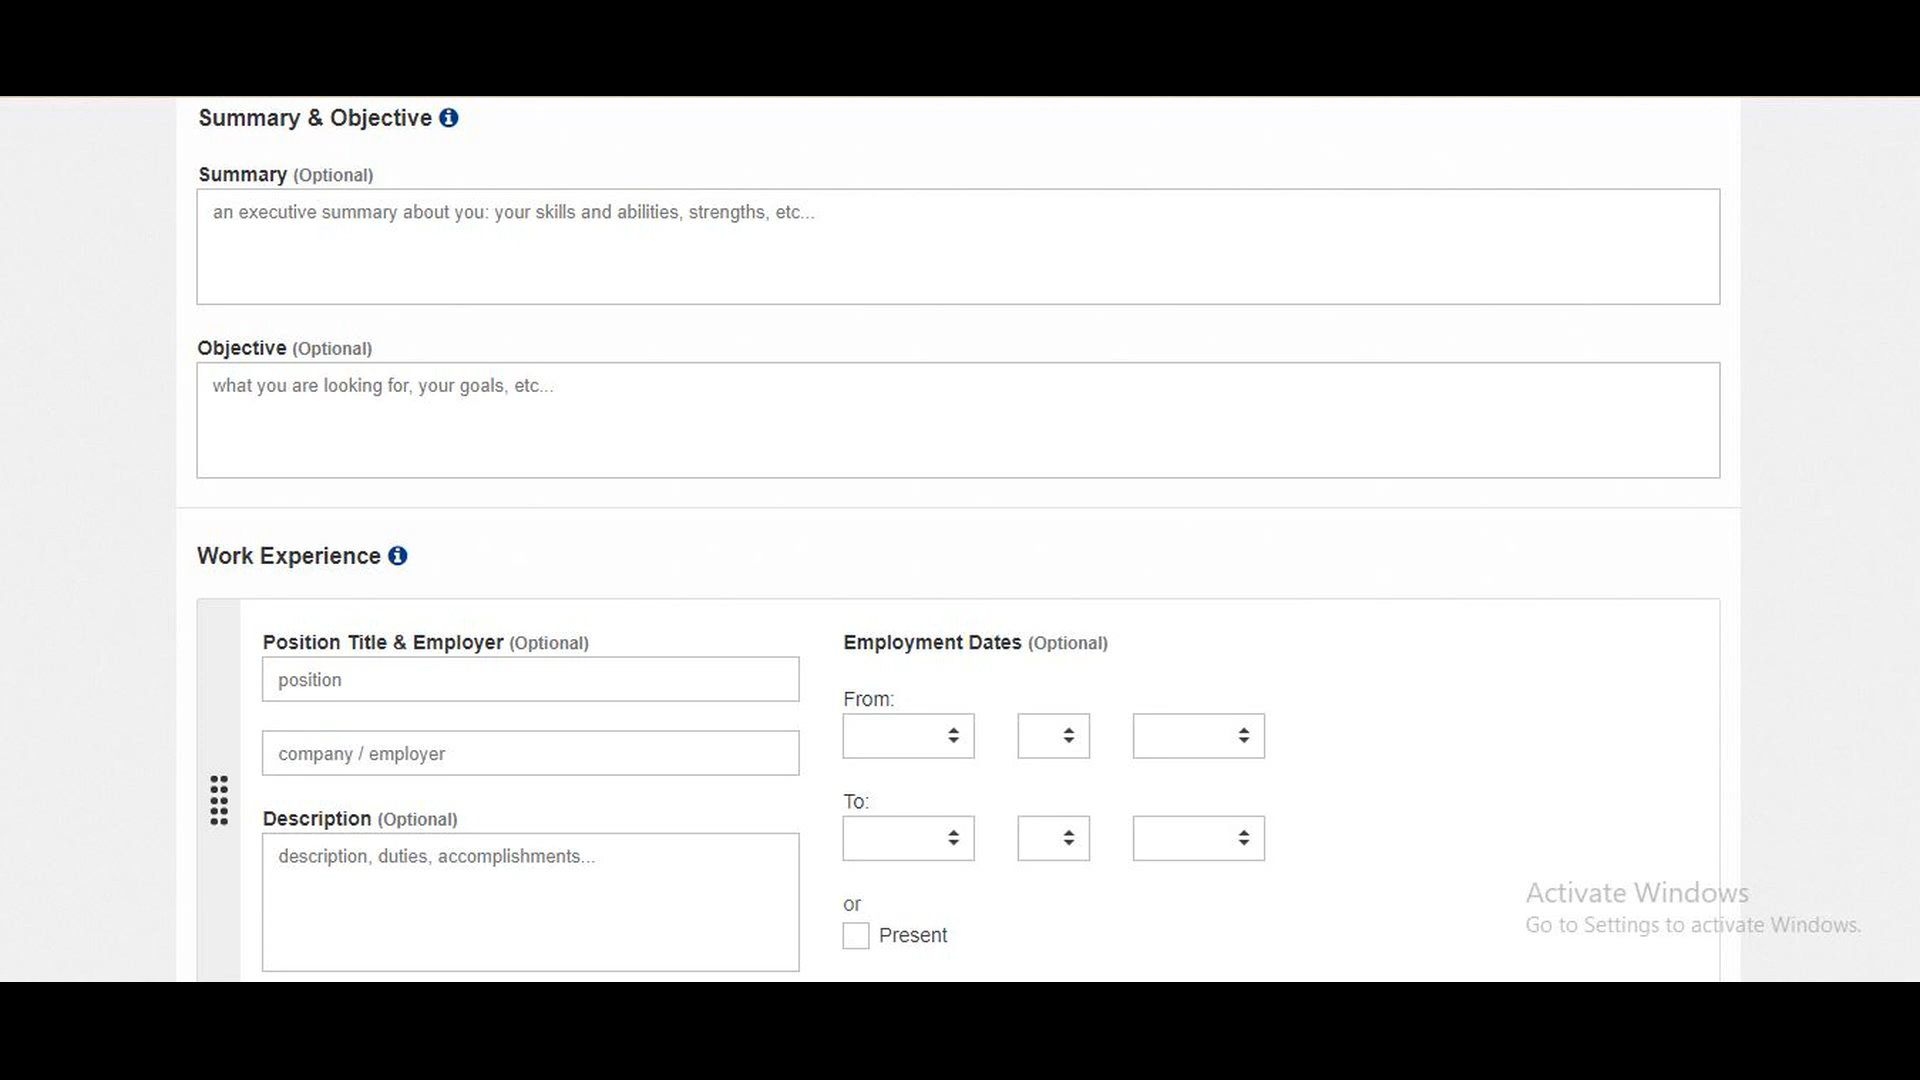 Summary & Objective
Summary (Optional)
an executive summary about you: your skills and abilities, strengths, etc...
Objective (Optional)
what you are looking for, your goals, etc...
Work Experience
Position Title & Employer (Optional)
position
company / employer
Description (Optional)
description, duties, accomplishments...
Employment Dates (Optional)
From:
To:
or
Present
Activate Windows
Go to Settings to activate Windows.